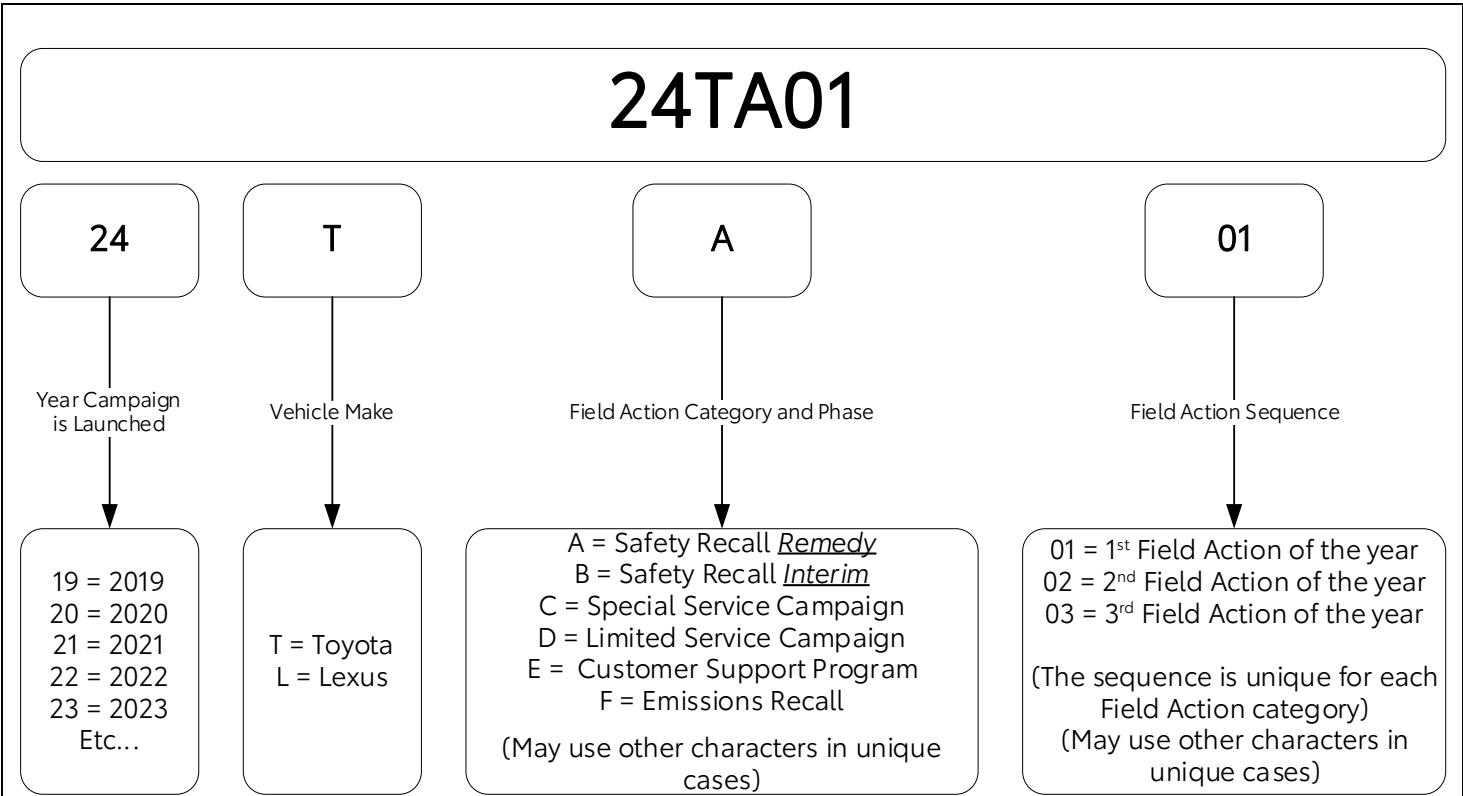 24TA01
24
T
A
01
Year Campaign
is Launched
Vehicle Make
Field Action Category and Phase
Field Action Sequence
19 = 2019
20 = 2020
21 = 2021
22 = 2022
23 = 2023
Etc...
T = Toyota
L = Lexus
A = Safety Recall Remedy
B = Safety Recall Interim
C = Special Service Campaign
D = Limited Service Campaign
E =  Customer Support Program
F = Emissions Recall
(May use other characters in unique
cases)
01 = 1st Field Action of the year
02 = 2nd Field Action of the year
03 = 3rd Field Action of the year
(The sequence is unique for each
Field Action category)
(May use other characters in
unique cases)